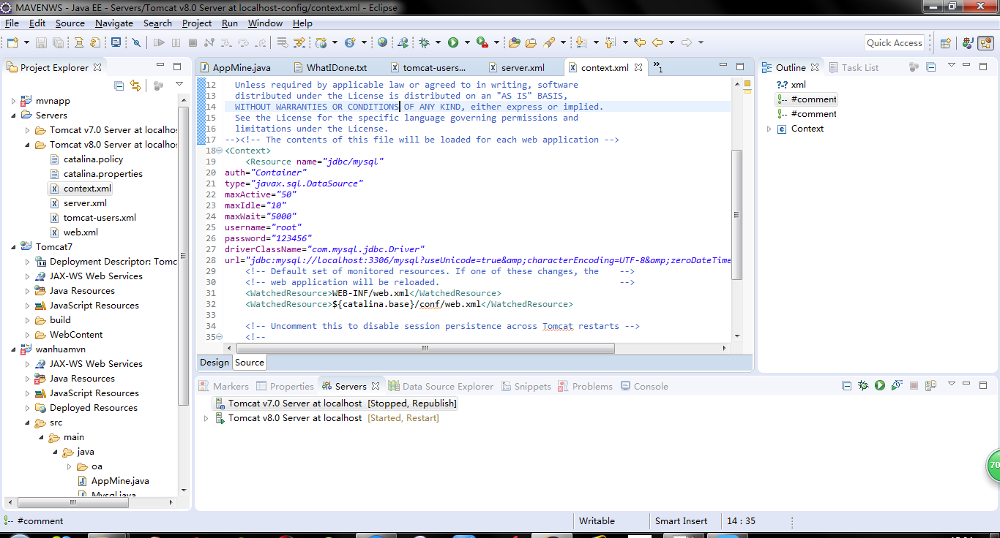 MAVENWS - Java EE - Servers/Tomcat v8.0 Server at localhost-config/context.xml - Eclipse
File Edit Source Navigate Search Project Run Window Help
Quick Access
Project Explorer
mvnapp
Servers
Tomcat v7.0 Server at localho
Tomcat v8.0 Server at localho
catalina.policy
catalina.properties
context.xml
server.xml
tomcat-users.xml
web.xml
Tomcat7
Deployment Descriptor: Tomc
JAX-WS Web Services
Java Resources
JavaScript Resources
build
WebContent
wanhuamvn
JAX-WS Web Services
Java Resources
JavaScript Resources
Deployed Resources
src
main
java
oa
AppMine.java
Mysql.java
AppMine.java WhatIDone.txt tomcat-users... server.xml context.xml »1
12 Unless required by applicable law or agreed to in writing, software
13 distributed under the License is distributed on an "AS IS" BASIS,
14 WITHOUT WARRANTIES OR CONDITIONS OF ANY KIND, either express or implied.
15 See the License for the specific language governing permissions and
16 limitations under the License.
17 --><!-- The contents of this file will be loaded for each web application -->
18 <Context>
19 <Resource name="jdbc/mysql"
20 auth="Container"
21 type="javax.sql.DataSource"
22 maxActive="50"
23 maxIdle="10"
24 maxWait="5000"
25 username="root"
26 password="123456"
27 driverClassName="com.mysql.jdbc.Driver"
28 url="jdbc:mysql://localhost:3306/mysql?useUnicode=true&amp;characterEncoding=UTF-8&amp;zeroDateTime
29 <!-- Default set of monitored resources. If one of these changes, the -->
30 <!-- web application will be reloaded. -->
31 <WatchedResource>WEB-INF/web.xml</WatchedResource>
32 <WatchedResource>${catalina.base}/conf/web.xml</WatchedResource>
33
34 <!-- Uncomment this to disable session persistence across Tomcat restarts -->
35 <!--
Design Source
Outline Task List
xml
#comment
#comment
Context
Markers Properties Servers Data Source Explorer Snippets Problems Console
Tomcat v7.0 Server at localhost [Stopped, Republish]
Tomcat v8.0 Server at localhost [Started, Restart]
70
#comment Writable Smart Insert 14 : 35